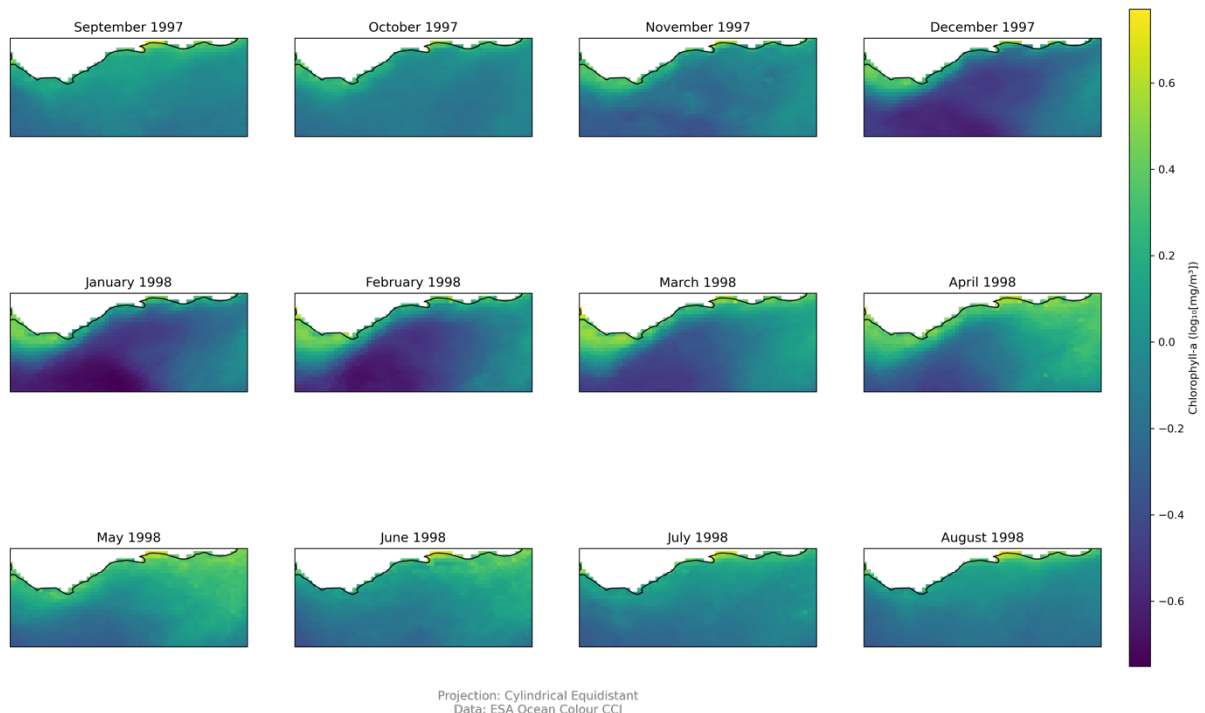 September 1997
October 1997
November 1997
December 1997
0.6
0.4
0.2
0.0
−0.2
−0.4
−0.6
Chlorophyll-a (log₁₀[mg/m³])
January 1998
February 1998
March 1998
April 1998
May 1998
June 1998
July 1998
August 1998
Projection: Cylindrical Equidistant
Data: ESA Ocean Colour CCI